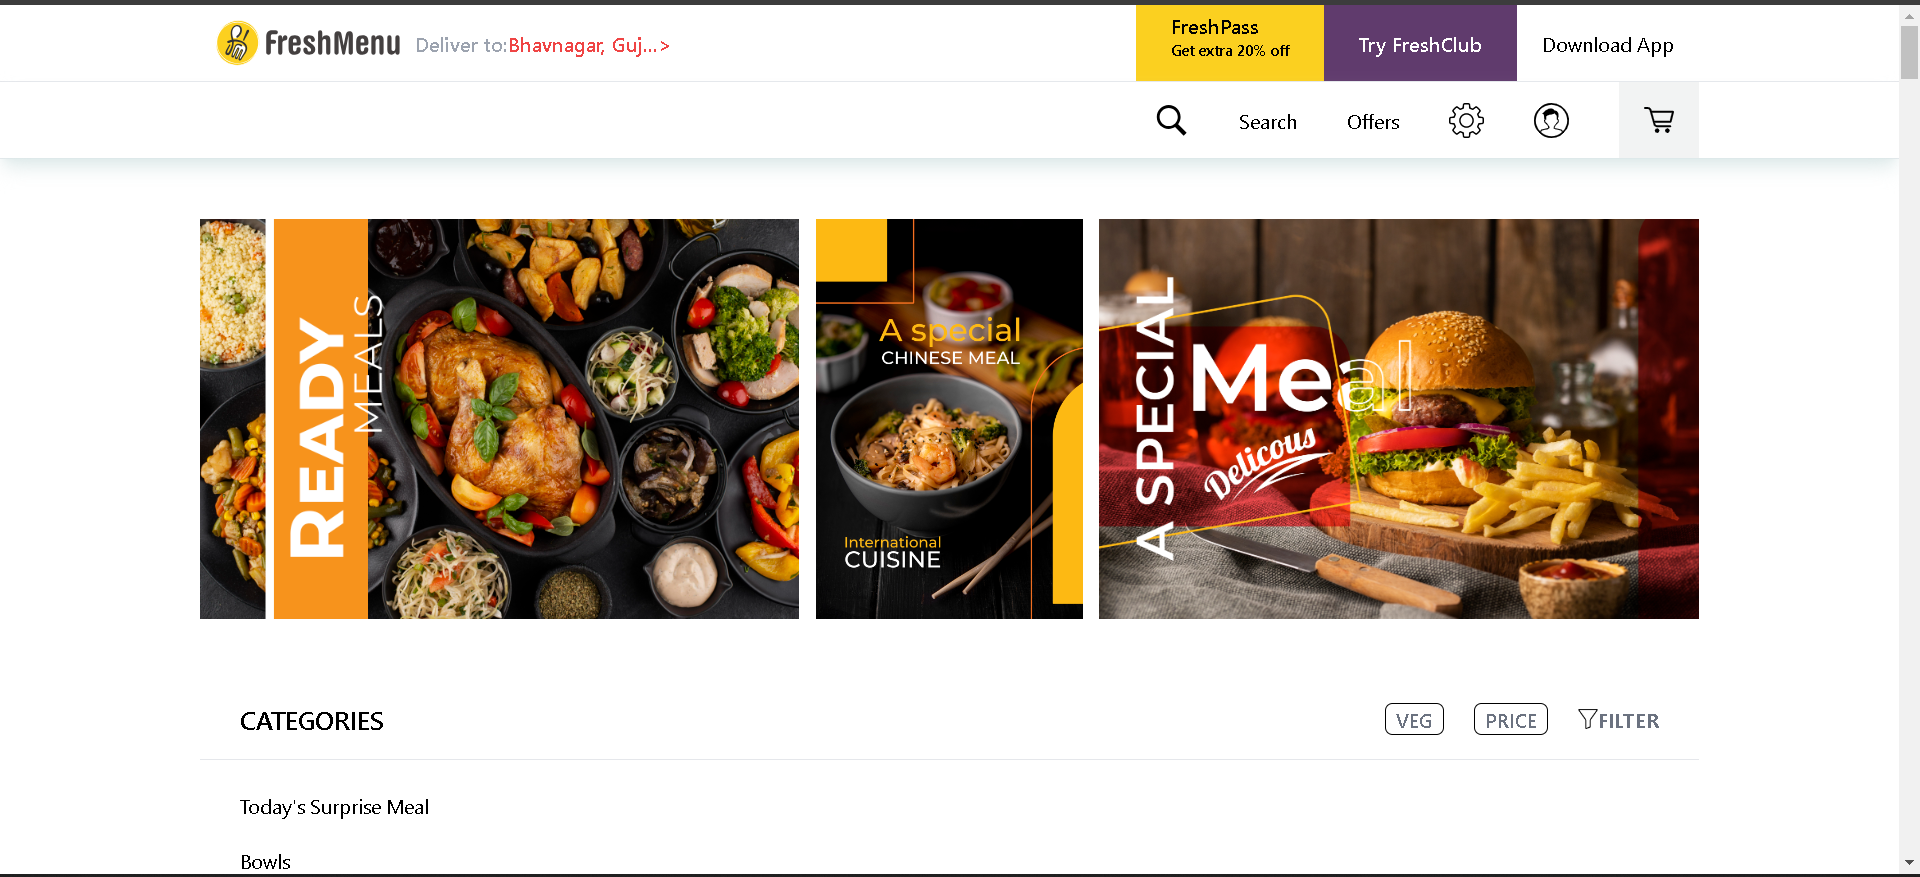 FreshMenu
Deliver to:Bhavnagar, Guj...>
FreshPass
Get extra 20% off
Try FreshClub
Download App
Search
Offers
READY
MEALS
A special
CHINESE MEAL
International
CUISINE
A SPECIAL
Meal
Delicous
CATEGORIES
VEG
PRICE
FILTER
Today's Surprise Meal
Bowls